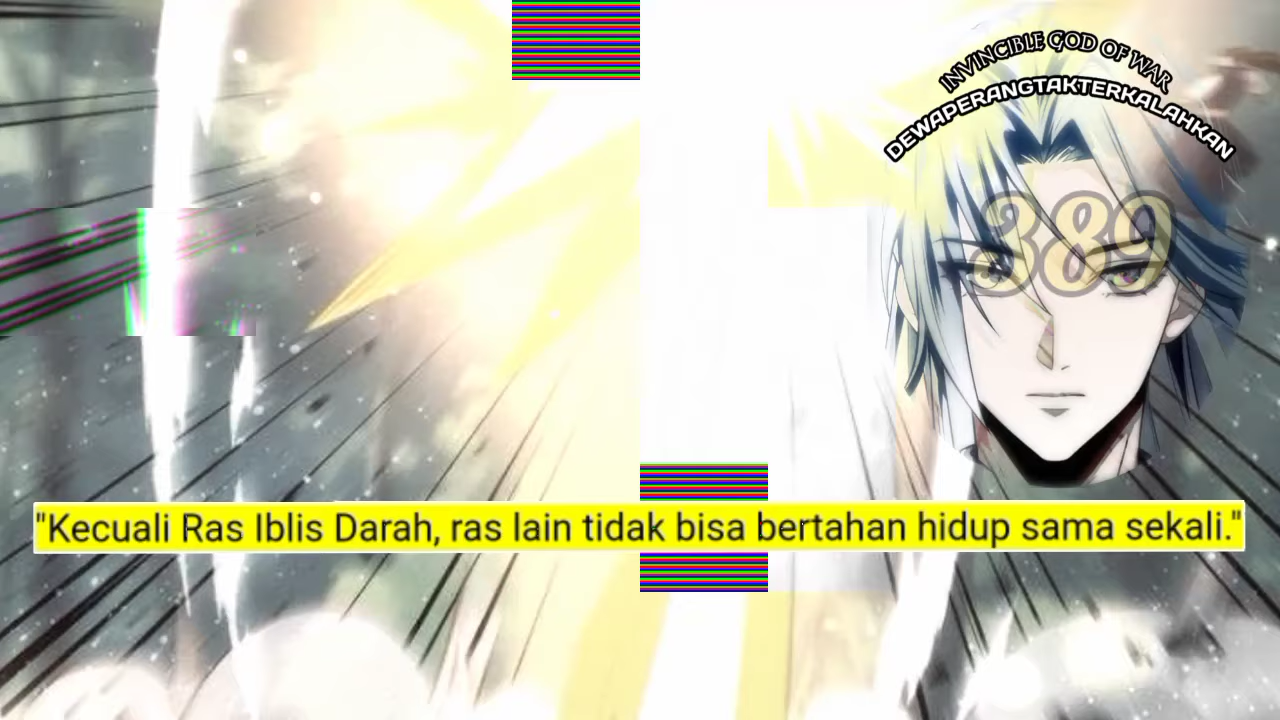 INVINCIBLE GOD OF WAR
DEWAPERANGTAKTERKALAHKAN
389
"Kecuali Ras Iblis Darah, ras lain tidak bisa bertahan hidup sama sekali."